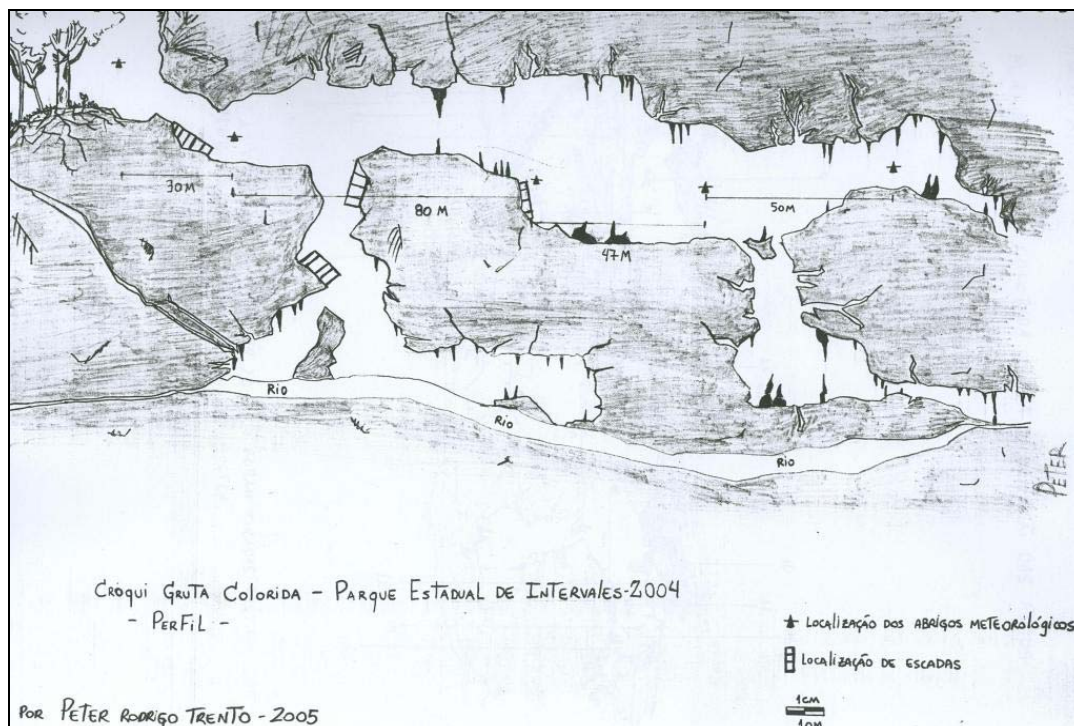 30M
80 M
50M
47M
Rio
Rio
Rio
PETER
CROQUI GRUTA COLORIDA - PARQUE ESTADUAL DE INTERVALES-2004
- PERFIL -
LOCALIZAÇÃO DOS ABRIGOS METEOROLÓGICOS
LOCALIZAÇÃO DE ESCADAS
1cm
10M
POR PETER RODRIGO TRENTO - 2005